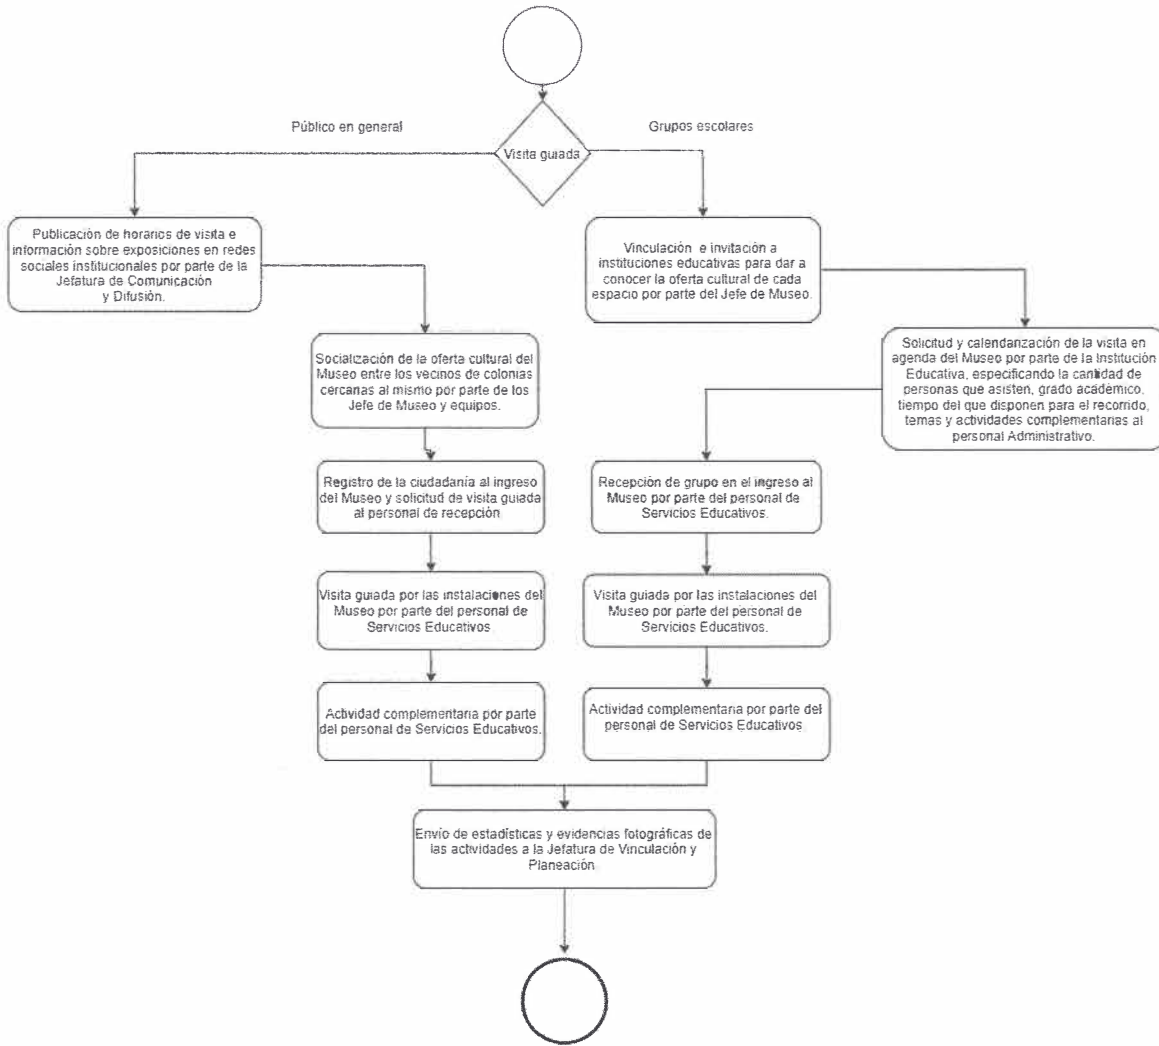 Público en general
Grupos escolares
Visita guiada
Publicación de horarios de visita e
información sobre exposiciones en redes
sociales institucionales por parte de la
Jefatura de Comunicación
y Difusión.
Vinculación e invitación a
instituciones educativas para dar a
conocer la oferta cultural de cada
espacio por parte del Jefe de Museo.
Socialización de la oferta cultural del
Museo entre los vecinos de colonias
cercanas al mismo por parte de los
Jefe de Museo y equipos.
Solicitud y calendarización de la visita en
agenda del Museo por parte de la Institución
Educativa, especificando la cantidad de
personas que asisten, grado académico,
tiempo del que disponen para el recorrido,
temas y actividades complementarias al
personal Administrativo.
Registro de la ciudadanía al ingreso
del Museo y solicitud de visita guiada
al personal de recepción
Recepción de grupo en el ingreso al
Museo por parte del personal de
Servicios Educativos.
Visita guiada por las instalaciones del
Museo por parte del personal de
Servicios Educativos
Visita guiada por las instalaciones del
Museo por parte del personal de
Servicios Educativos.
Actividad complementaria por parte
del personal de Servicios Educativos.
Actividad complementaria por parte del
personal de Servicios Educativos
Envío de estadísticas y evidencias fotográficas de
las actividades a la Jefatura de Vinculación y
Planeación